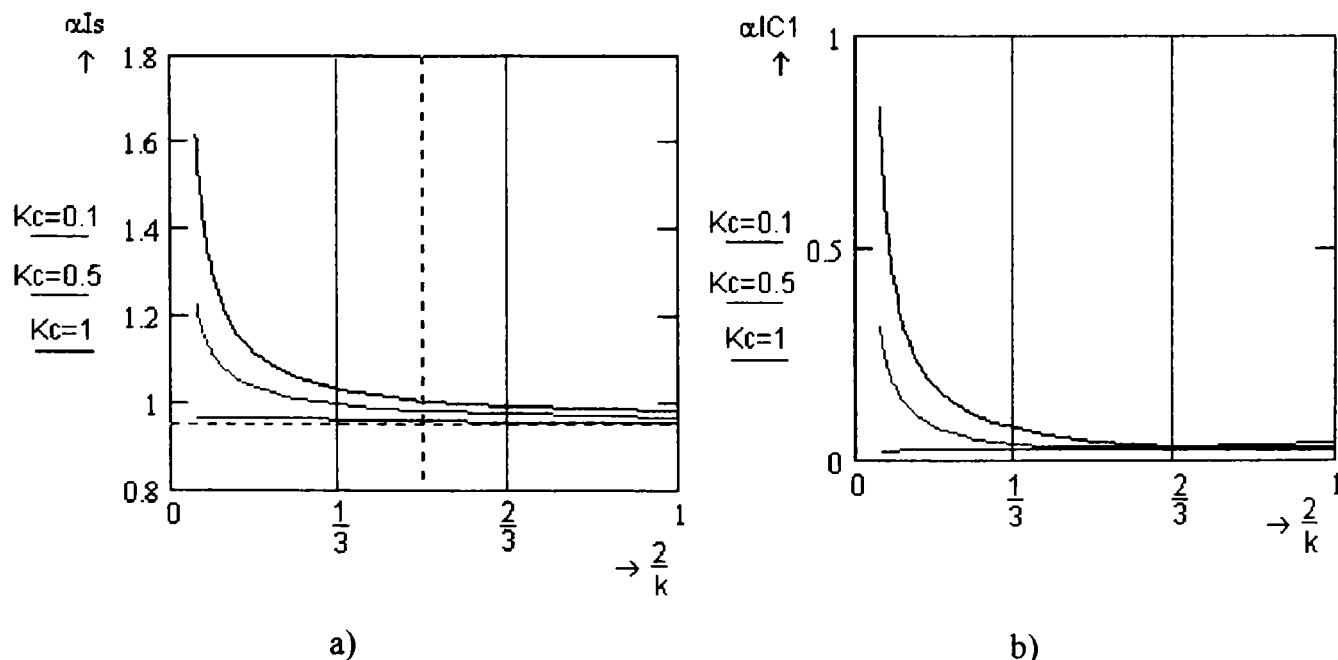 αIs
↑
1.8
1.6
1.4
1.2
1
0.8
Kc=0.1
Kc=0.5
Kc=1
0
1/3
2/3
1
→ 2/k
a)
αIC1
↑
1
0.5
0
Kc=0.1
Kc=0.5
Kc=1
0
1/3
2/3
1
→ 2/k
b)